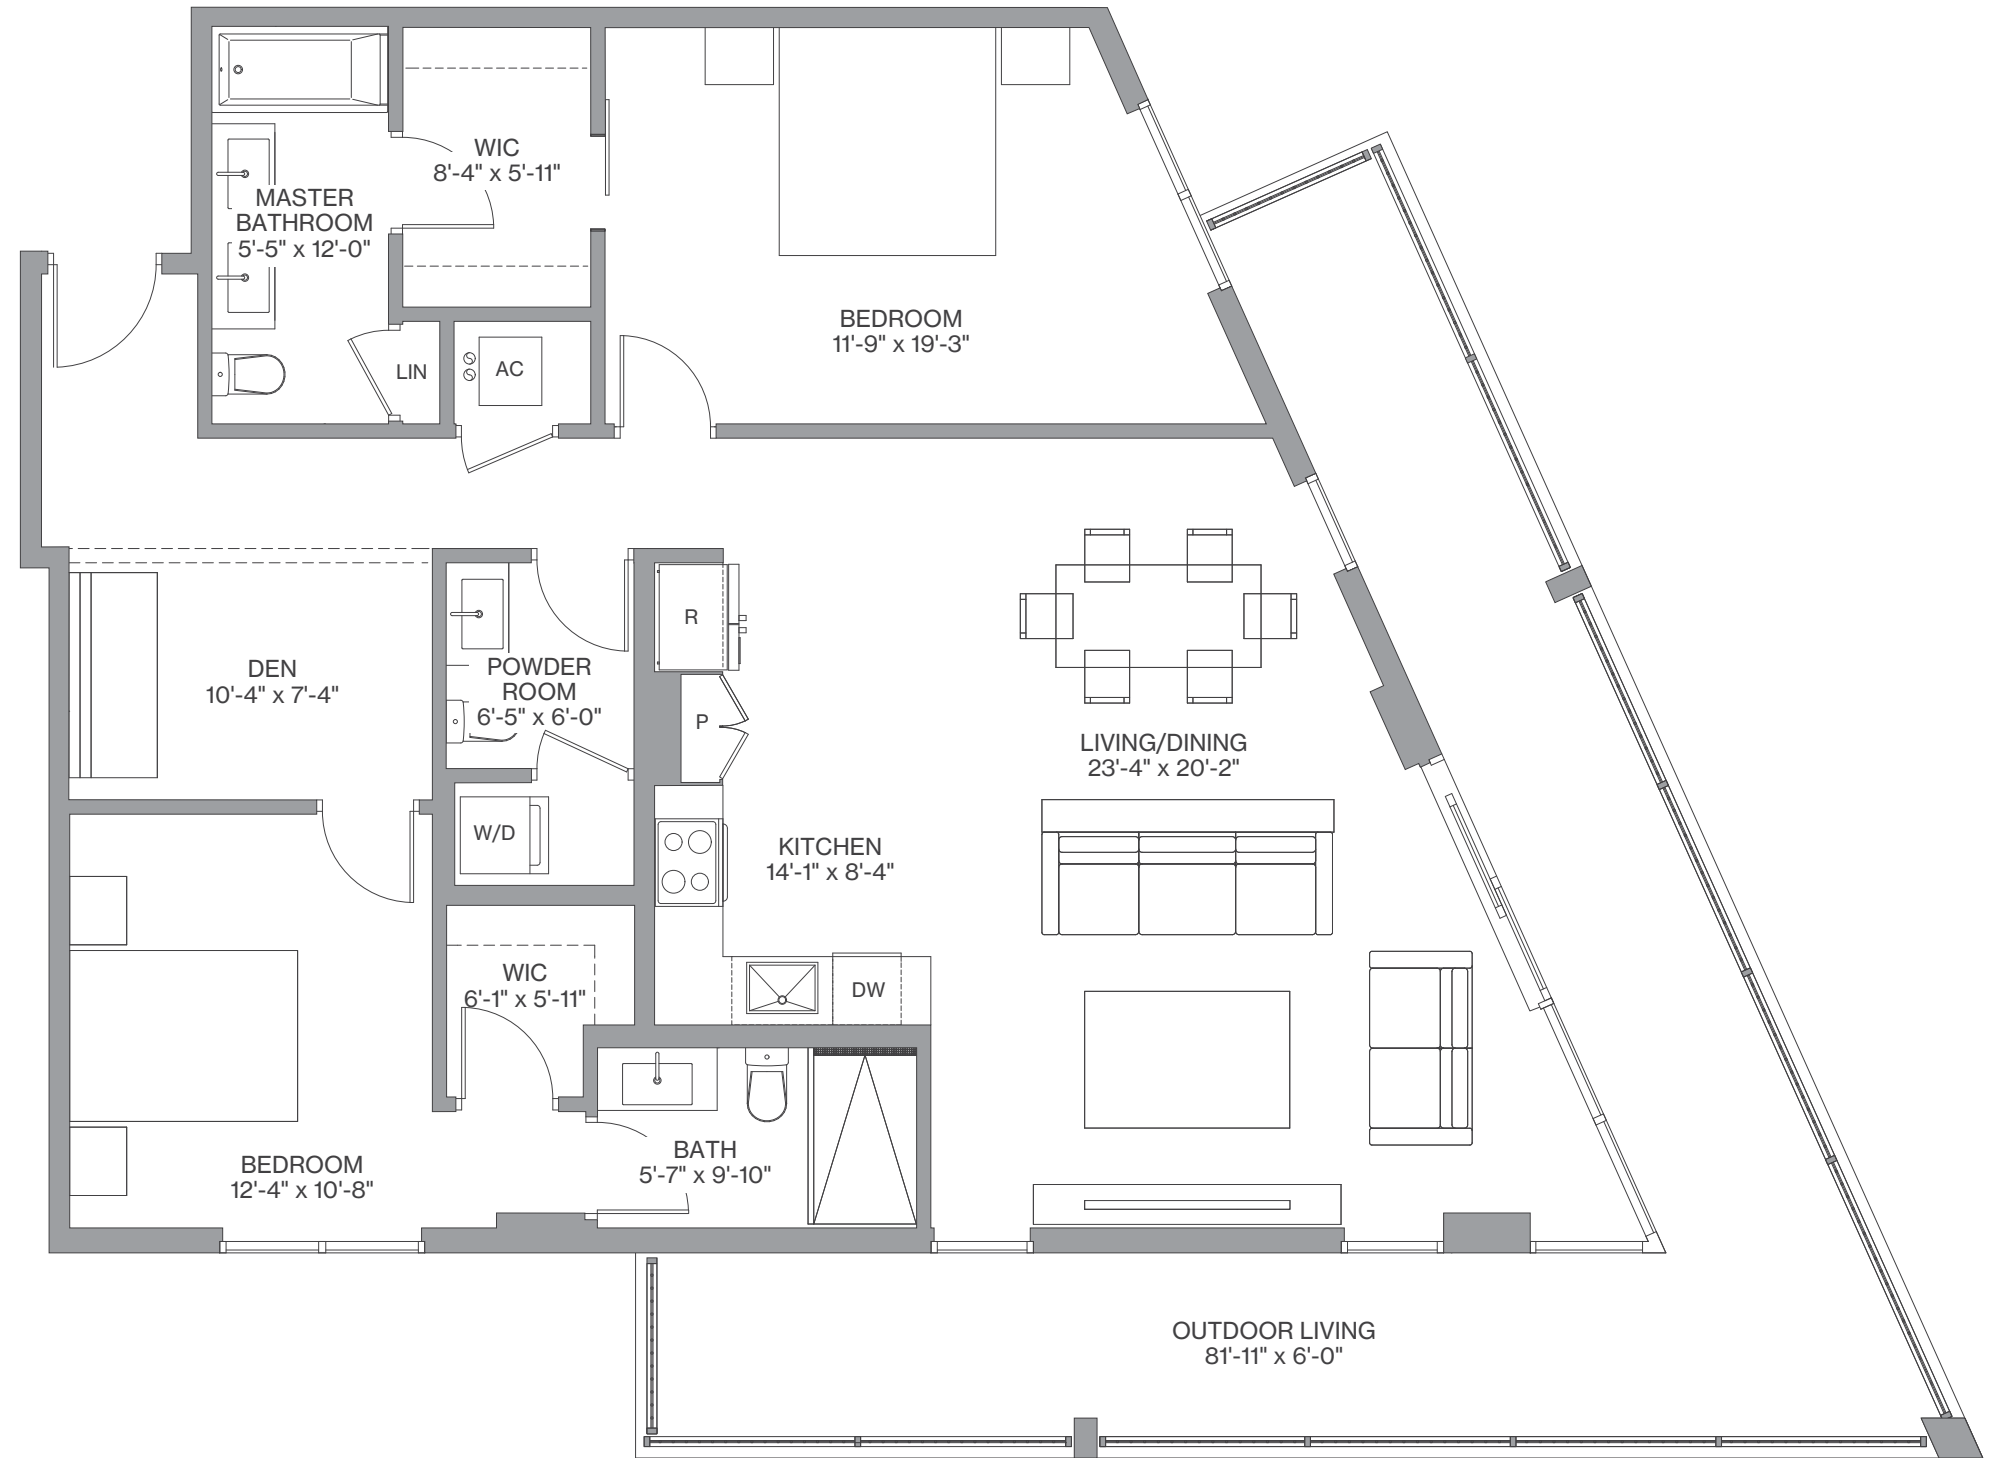 WIC
8'-4" x 5'-11"
MASTER
BATHROOM
5'-5" x 12'-0"
BEDROOM
11'-9" x 19'-3"
LIN
AC
R
DEN
10'-4" x 7'-4"
POWDER
ROOM
6'-5" x 6'-0"
P
LIVING/DINING
23'-4" x 20'-2"
W/D
KITCHEN
14'-1" x 8'-4"
WIC
6'-1" x 5'-11"
DW
BATH
5'-7" x 9'-10"
BEDROOM
12'-4" x 10'-8"
OUTDOOR LIVING
81'-11" x 6'-0"